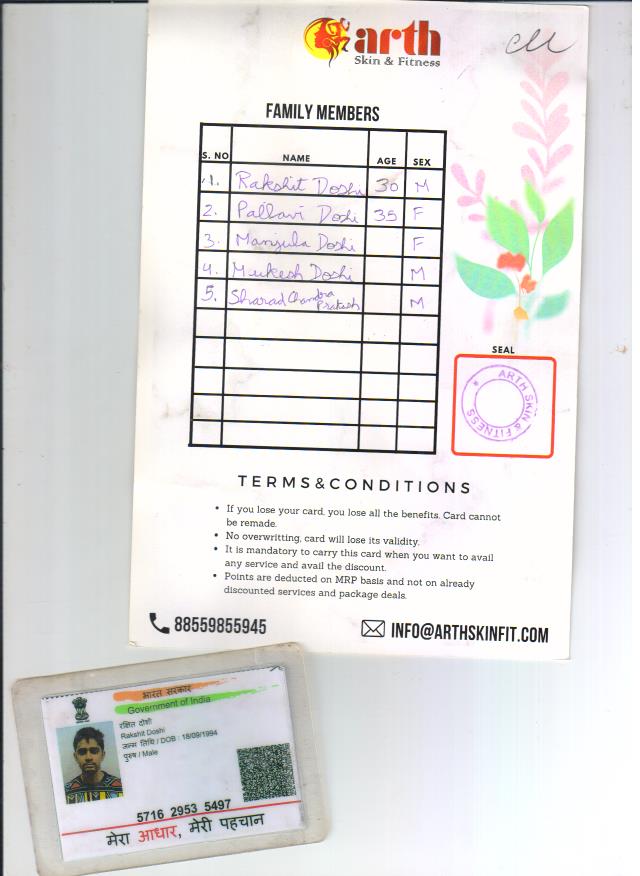 arth
Skin & Fitness
FAMILY MEMBERS
S. NO NAME AGE SEX
1. Rakshit Doshi 30 M
2. Pallavi Doshi 35 F
3. Manjula Doshi F
4. Mukesh Doshi M
5. Sharad Chandra Prakash M
SEAL
ARTH SKIN & FITNESS
TERMS & CONDITIONS
• If you lose your card, you lose all the benefits. Card cannot
be remade.
• No overwritting, card will lose its validity.
• It is mandatory to carry this card when you want to avail
any service and avail the discount.
• Points are deducted on MRP basis and not on already
discounted services and package deals.
88559855945
INFO@ARTHSKINFIT.COM
भारत सरकार
Government of India
रक्षित दोशी
Rakshit Doshi
जन्म तिथि / DOB : 18/09/1994
पुरुष / Male
5716 2953 5497
मेरा आधार, मेरी पहचान